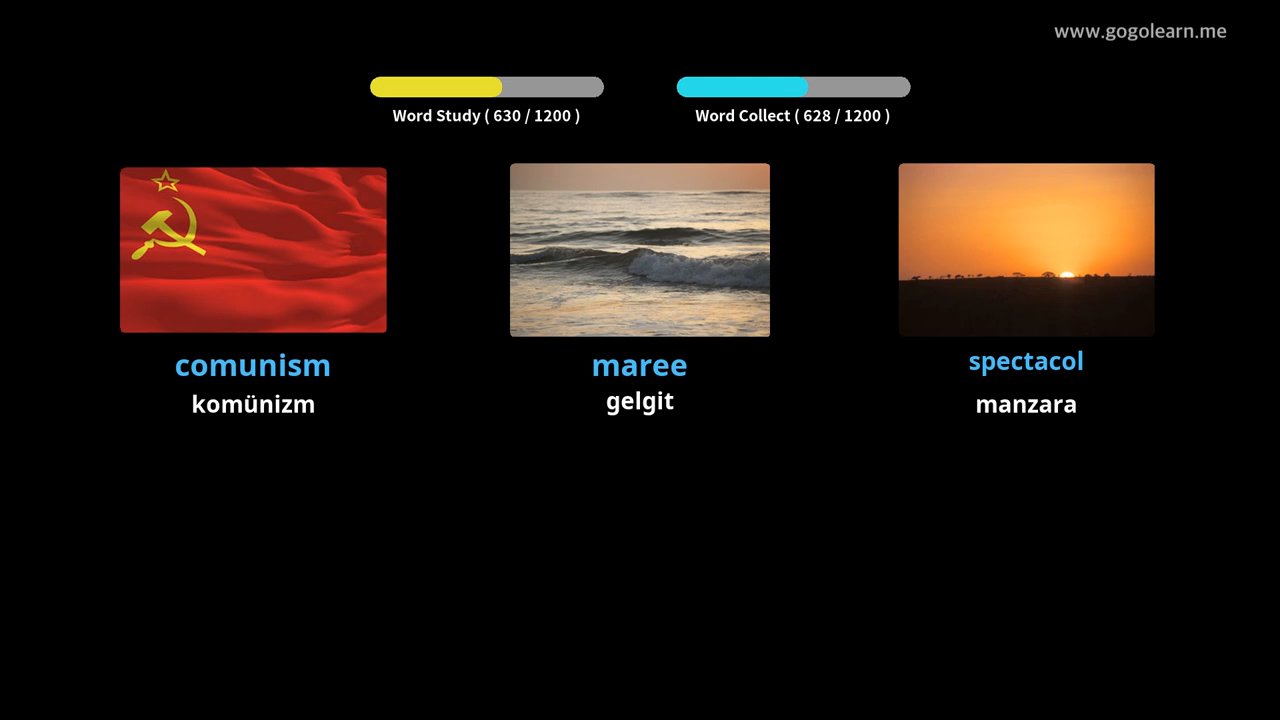 www.gogolearn.me
Word Study ( 630 / 1200 )
Word Collect ( 628 / 1200 )
comunism
komünizm
maree
gelgit
spectacol
manzara